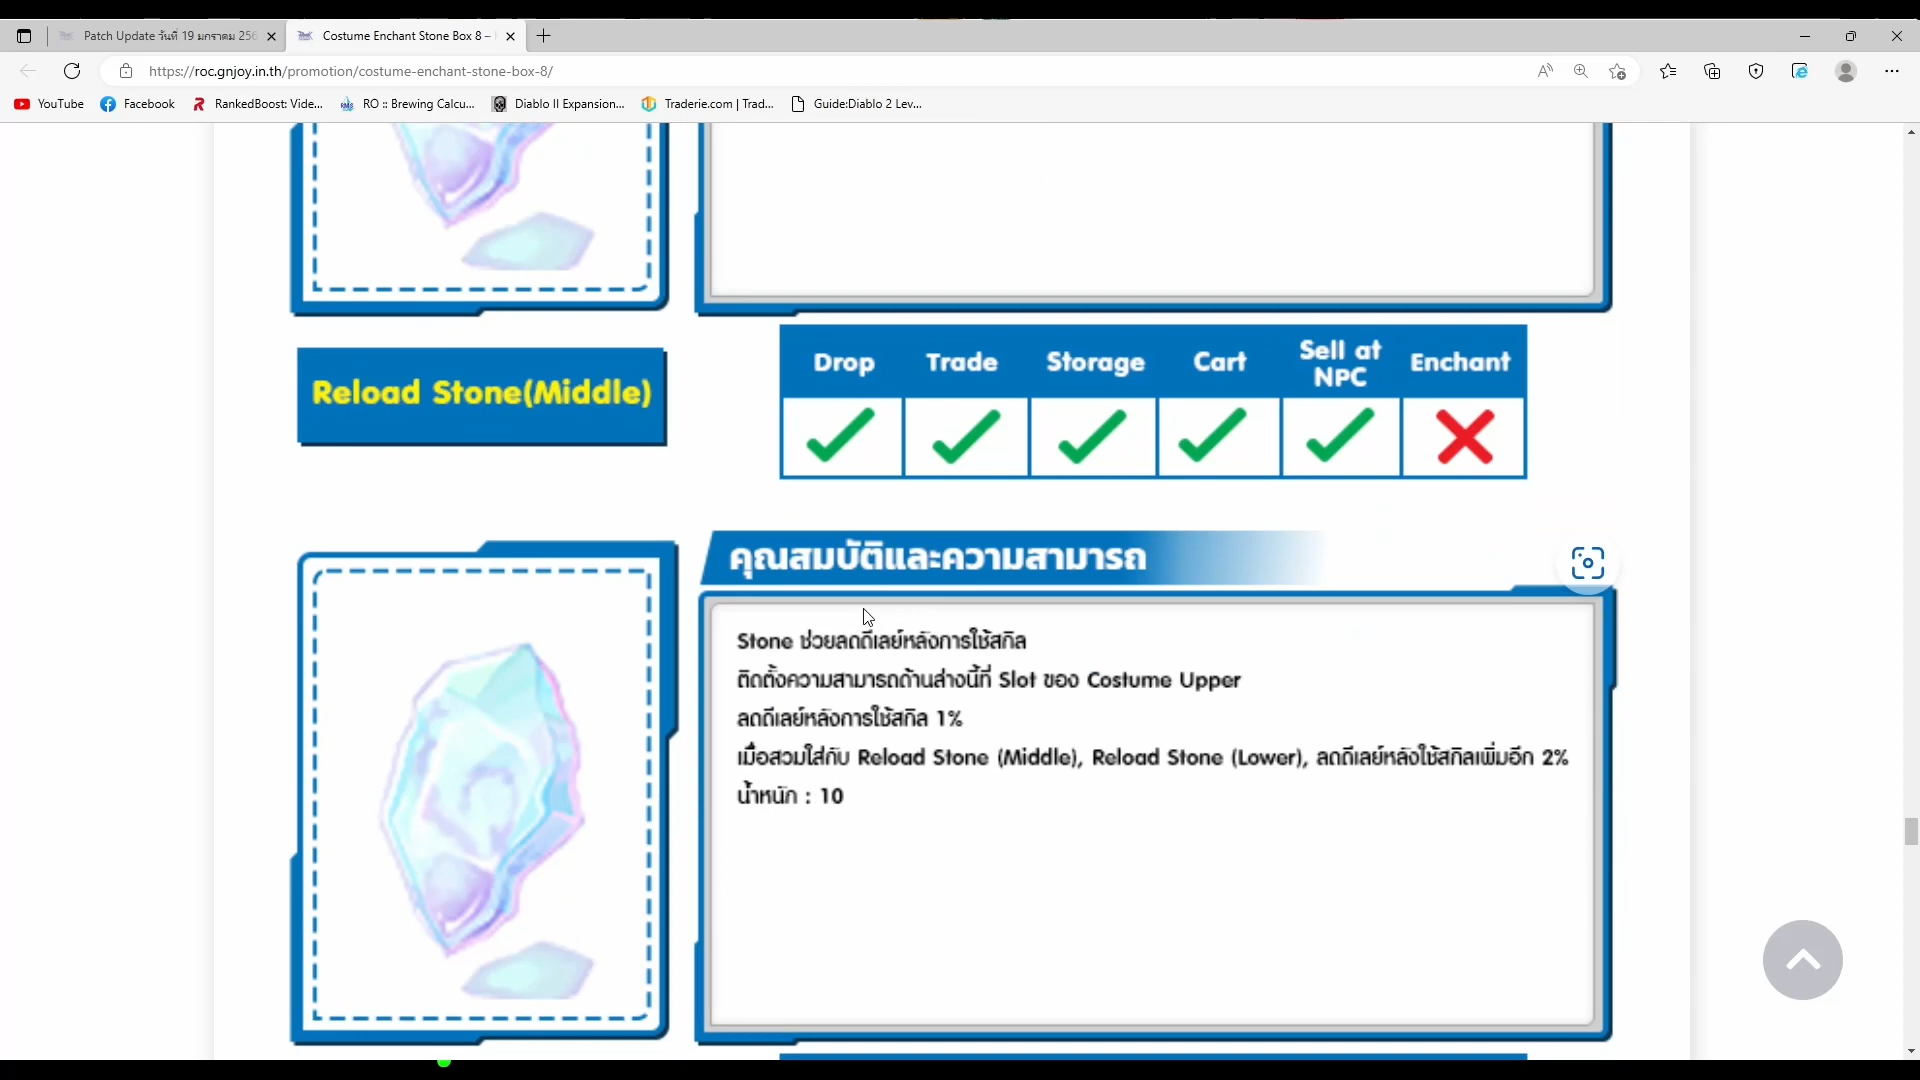 Patch Update วันที่ 19 มกราคม 256
Costume Enchant Stone Box 8 –
https://roc.gnjoy.in.th/promotion/costume-enchant-stone-box-8/
YouTube
Facebook
RankedBoost: Vide...
RO :: Brewing Calcu...
Diablo II Expansion...
Traderie.com | Trad...
Guide:Diablo 2 Lev...
Reload Stone(Middle)
Drop Trade Storage Cart Sell at NPC Enchant
คุณสมบัติและความสามารถ
Stone ช่วยลดดีเลย์หลังการใช้สกิล
ติดตั้งความสามารถด้านล่างนี้ที่ Slot ของ Costume Upper
ลดดีเลย์หลังการใช้สกิล 1%
เมื่อสวมใส่กับ Reload Stone (Middle), Reload Stone (Lower), ลดดีเลย์หลังใช้สกิลเพิ่มอีก 2%
น้ำหนัก : 10